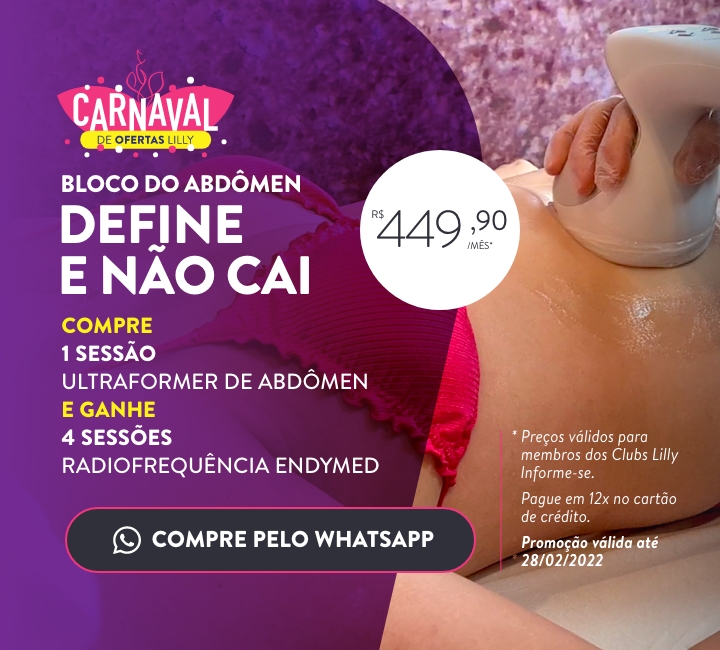 CARNAVAL
DE OFERTAS LILLY
BLOCO DO ABDÔMEN
DEFINE
E NÃO CAI
R$449,90
/MÊS*
COMPRE
1 SESSÃO
ULTRAFORMER DE ABDÔMEN
E GANHE
4 SESSÕES
RADIOFREQUÊNCIA ENDYMED
COMPRE PELO WHATSAPP
* Preços válidos para
membros dos Clubs Lilly
Informe-se.
Pague em 12x no cartão
de crédito.
Promoção válida até
28/02/2022